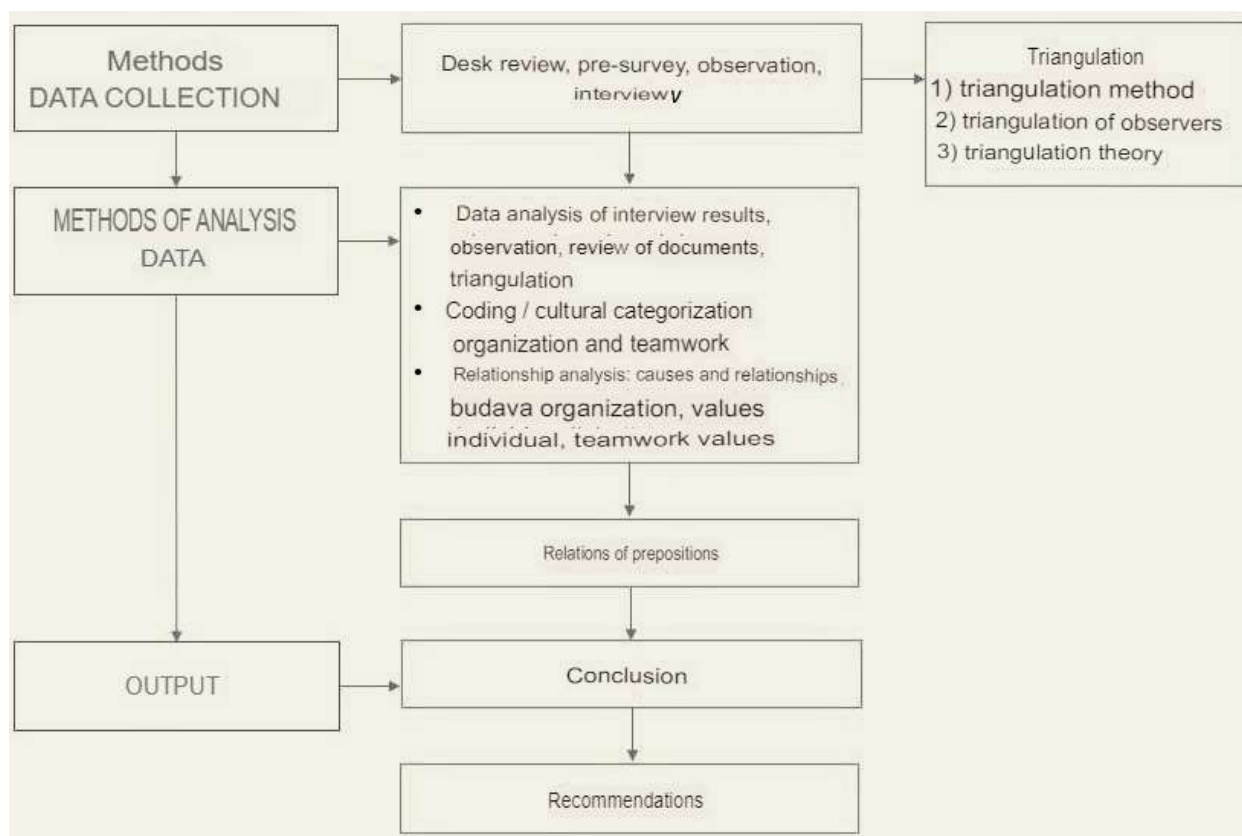 Methods
DATA COLLECTION
Desk review, pre-survey, observation,
interview
Triangulation
1) triangulation method
2) triangulation of observers
3) triangulation theory
METHODS OF ANALYSIS
DATA
• Data analysis of interview results,
observation, review of documents,
triangulation
• Coding / cultural categorization
organization and teamwork
• Relationship analysis: causes and relationships
budava organization, values
individual, teamwork values
Relations of prepositions
OUTPUT
Conclusion
Recommendations